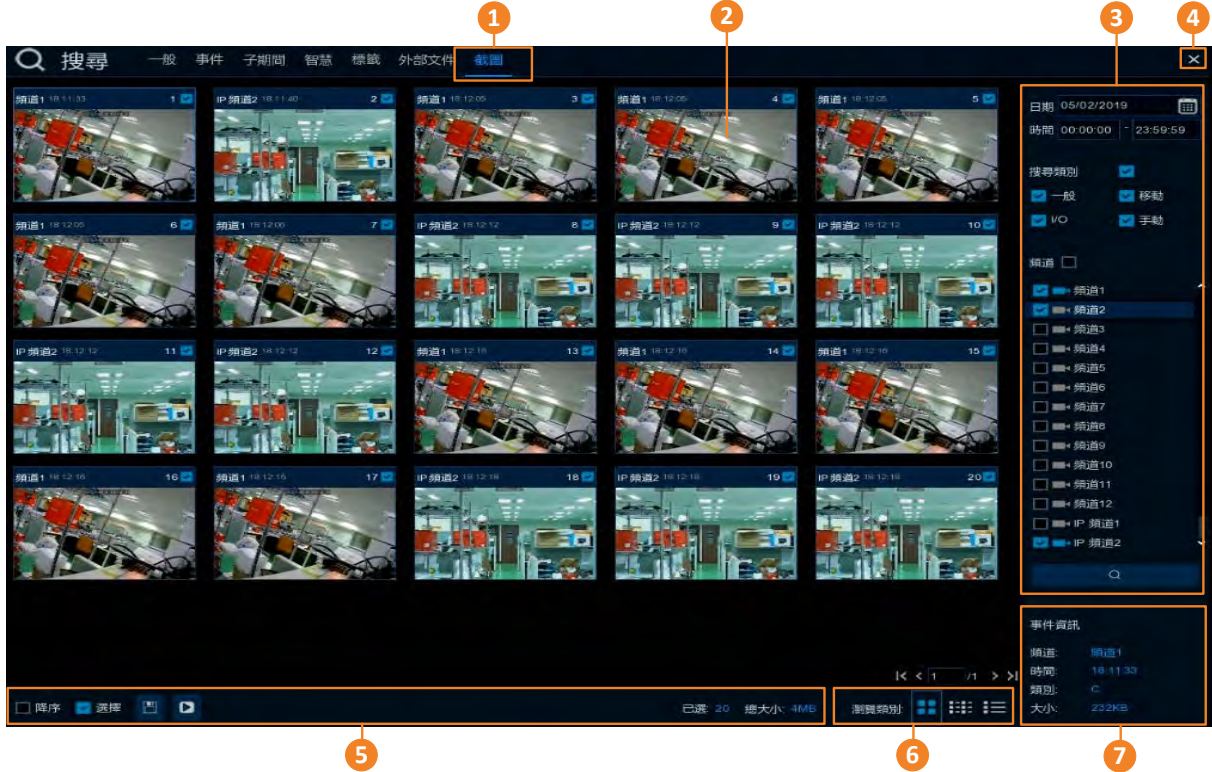 1 2 3 4
搜尋 一般 事件 子期間 智慧 標籤 外部文件 截圖
頻道1 18:11:33 1 IP 頻道2 18:11:40 2 頻道1 18:12:05 3 頻道1 18:12:05 4 頻道1 18:12:05 5
頻道1 18:12:05 6 頻道1 18:12:05 7 IP 頻道2 18:12:12 8 IP 頻道2 18:12:12 9 IP 頻道2 18:12:12 10
IP 頻道2 18:12:12 11 IP 頻道2 18:12:12 12 頻道1 18:12:16 13 頻道1 18:12:16 14 頻道1 18:12:16 15
頻道1 18:12:16 16 頻道1 18:12:16 17 IP 頻道2 18:12:18 18 IP 頻道2 18:12:18 19 IP 頻道2 18:12:18 20
日期 05/02/2019
時間 00:00:00 - 23:59:59
搜尋類別
一般 移動
I/O 手動
頻道
頻道1
頻道2
頻道3
頻道4
頻道5
頻道6
頻道7
頻道8
頻道9
頻道10
頻道11
頻道12
IP 頻道1
IP 頻道2
事件資訊
頻道: 頻道1
時間: 18:11:33
類別: C
大小: 232KB
1 /1
降序 選擇 已選: 20 總大小: 4MB 瀏覽類別:
5 6 7